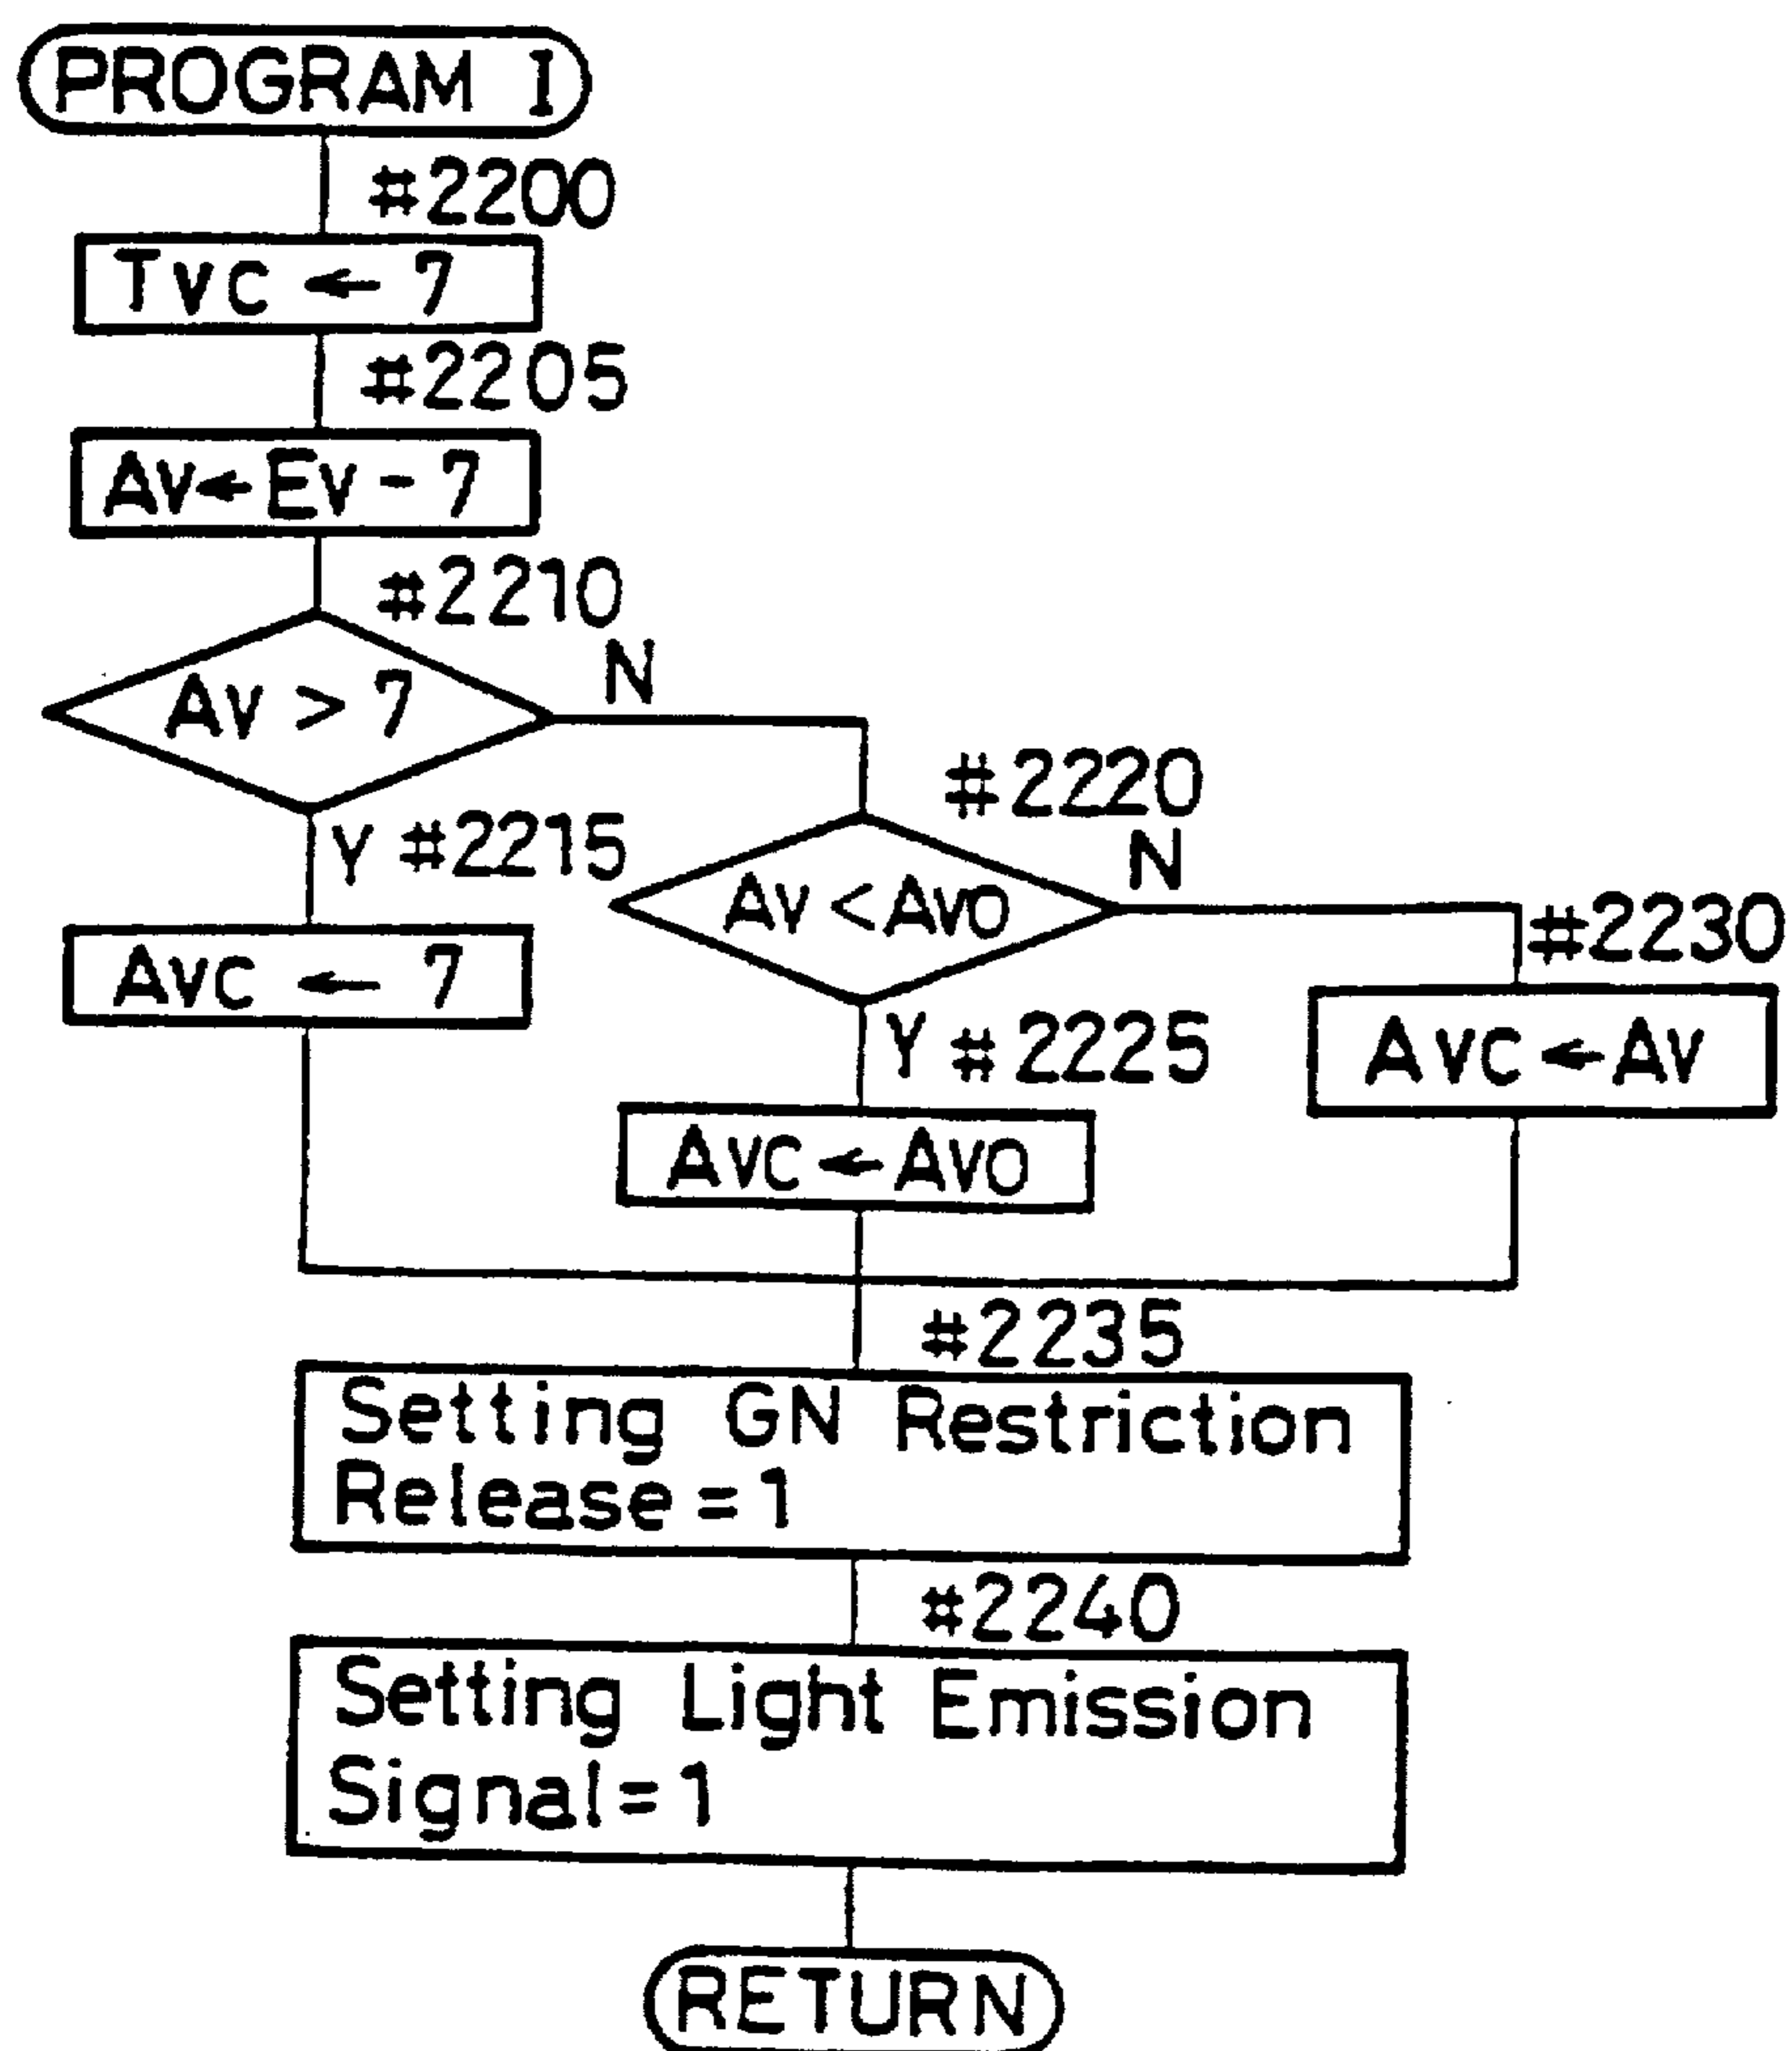 PROGRAM I
#2200
TVC ← 7
#2205
AV←EV-7
#2210
AV > 7
N
Y #2215
AVC ← 7
#2220
AV<AVO
N
Y #2225
AVC←AVO
#2230
AVC←AV
#2235
Setting GN Restriction
Release=1
#2240
Setting Light Emission
Signal=1
RETURN